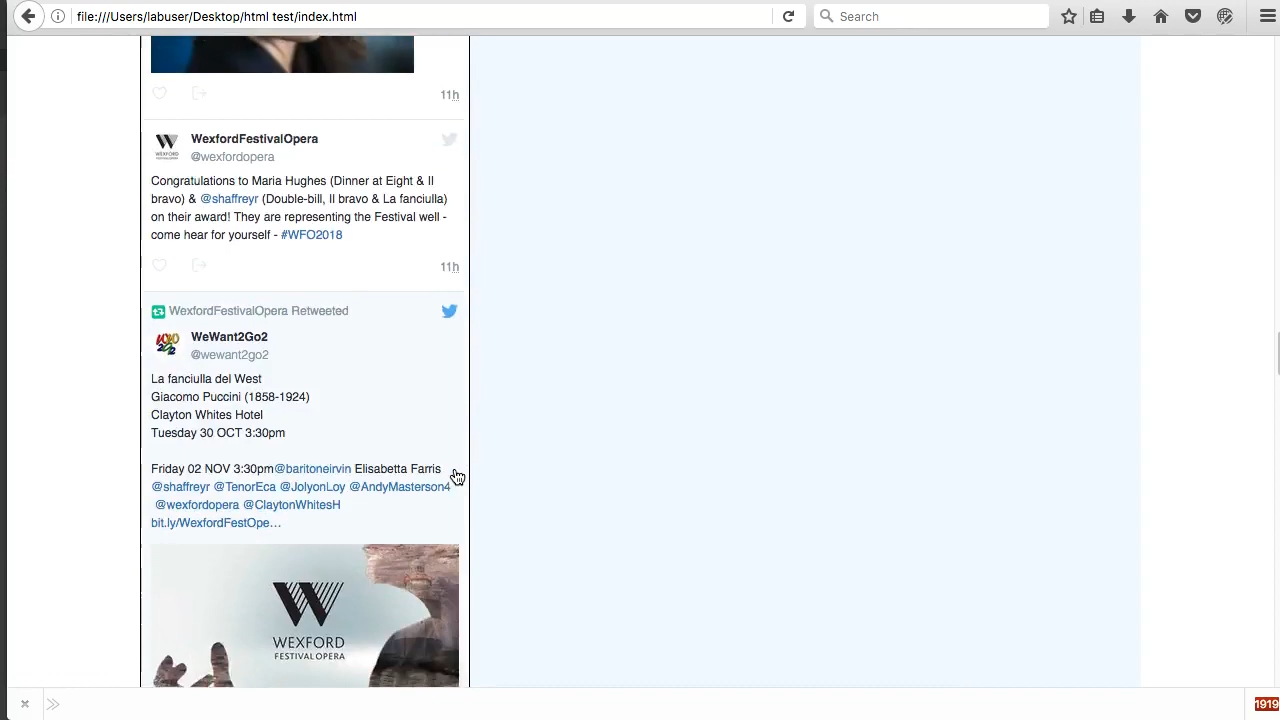 file:///Users/labuser/Desktop/html test/index.html
Search
11h
WexfordFestivalOpera
@wexfordopera
Congratulations to Maria Hughes (Dinner at Eight & Il
bravo) & @shaffreyr (Double-bill, Il bravo & La fanciulla)
on their award! They are representing the Festival well -
come hear for yourself - #WFO2018
11h
WexfordFestivalOpera Retweeted
WeWant2Go2
@wewant2go2
La fanciulla del West
Giacomo Puccini (1858-1924)
Clayton Whites Hotel
Tuesday 30 OCT 3:30pm
Friday 02 NOV 3:30pm@baritoneirvin Elisabetta Farris
@shaffreyr @TenorEca @JolyonLoy @AndyMasterson4
@wexfordopera @ClaytonWhitesH
bit.ly/WexfordFestOpe…
WEXFORD
FESTIVALOPERA
1919